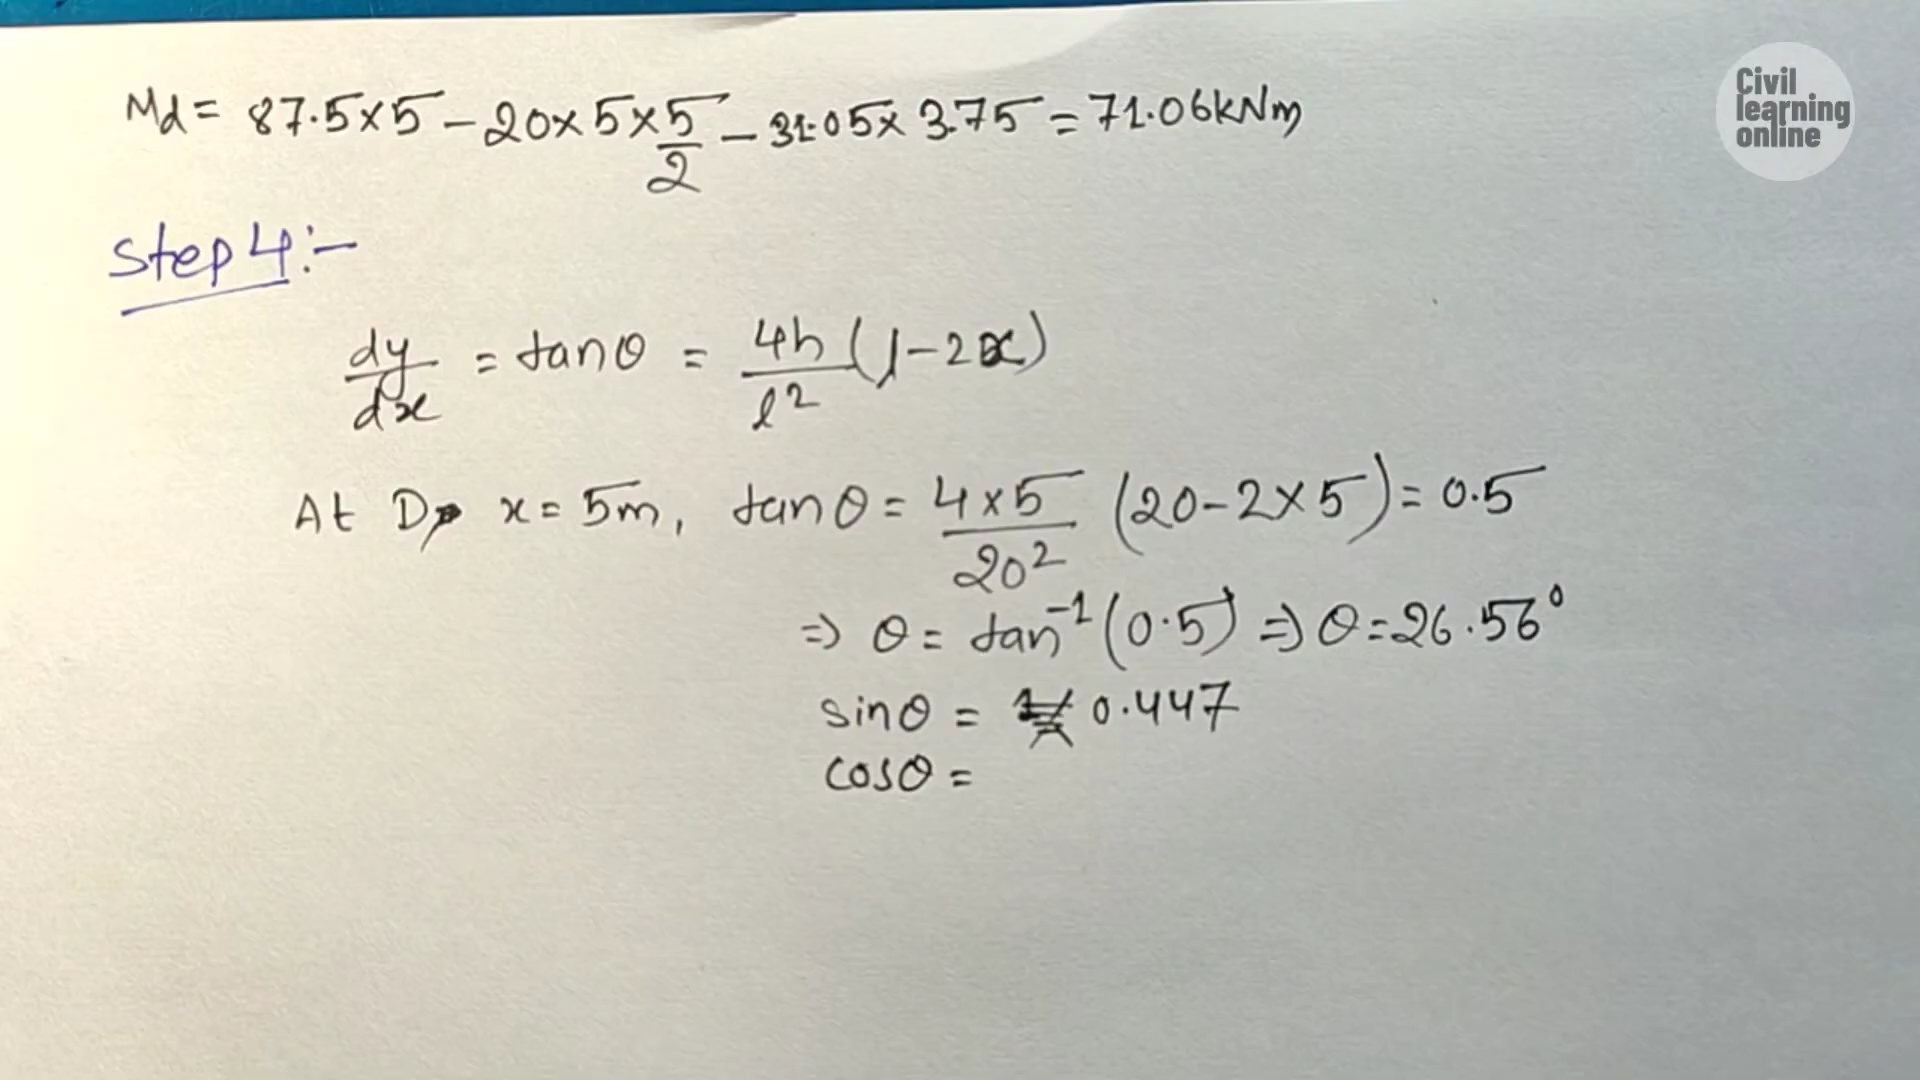 Civil
learning
online
Md = 87.5×5 - 20×5×5/2 - 31.05×3.75 = 71.06kNm
Step 4:-
dy/dx = tanθ = 4h/l² (l-2x)
At D, x = 5m, tanθ = 4×5/20² (20-2×5) = 0.5
⇒ θ = tan⁻¹(0.5) ⇒ θ = 26.56°
sinθ = 0.447
cosθ =